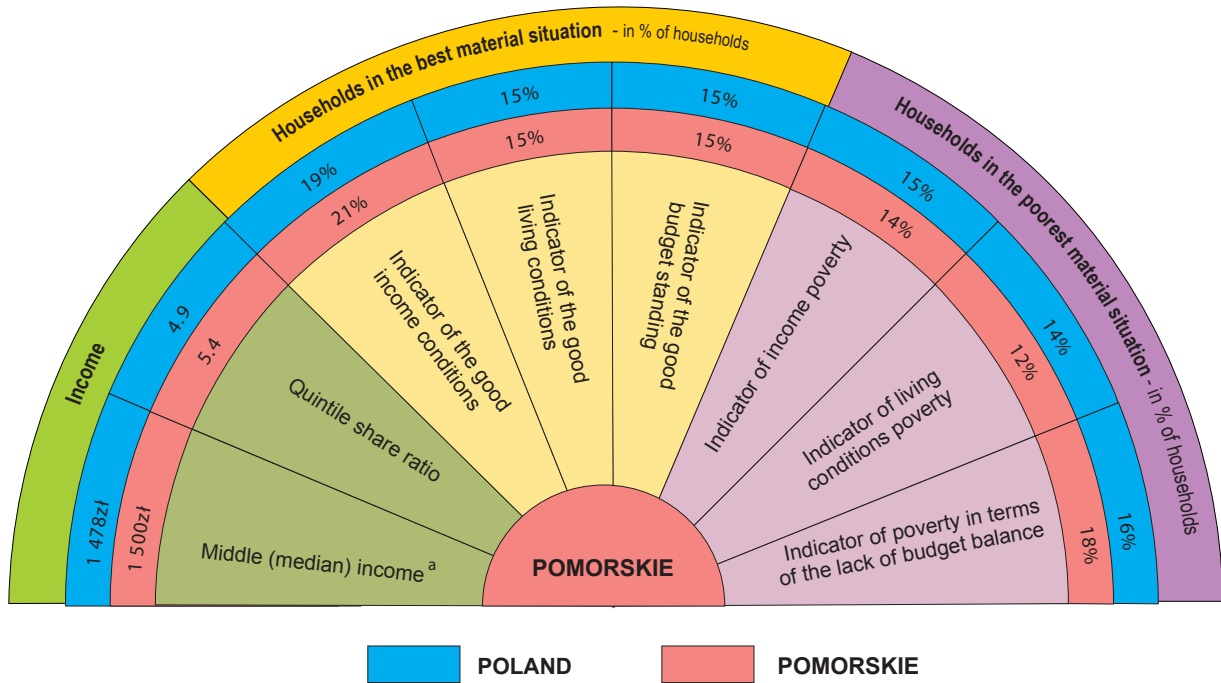 Income
Households in the best material situation - in % of households
Households in the poorest material situation - in % of households
1 478zł
4.9
19%
15%
15%
15%
14%
16%
1 500zł
5.4
21%
15%
15%
14%
12%
18%
Middle (median) income a
Quintile share ratio
Indicator of the good
income conditions
Indicator of the good
living conditions
Indicator of the good
budget standing
Indicator of income poverty
Indicator of living
conditions poverty
Indicator of poverty in terms
of the lack of budget balance
POMORSKIE
POLAND
POMORSKIE